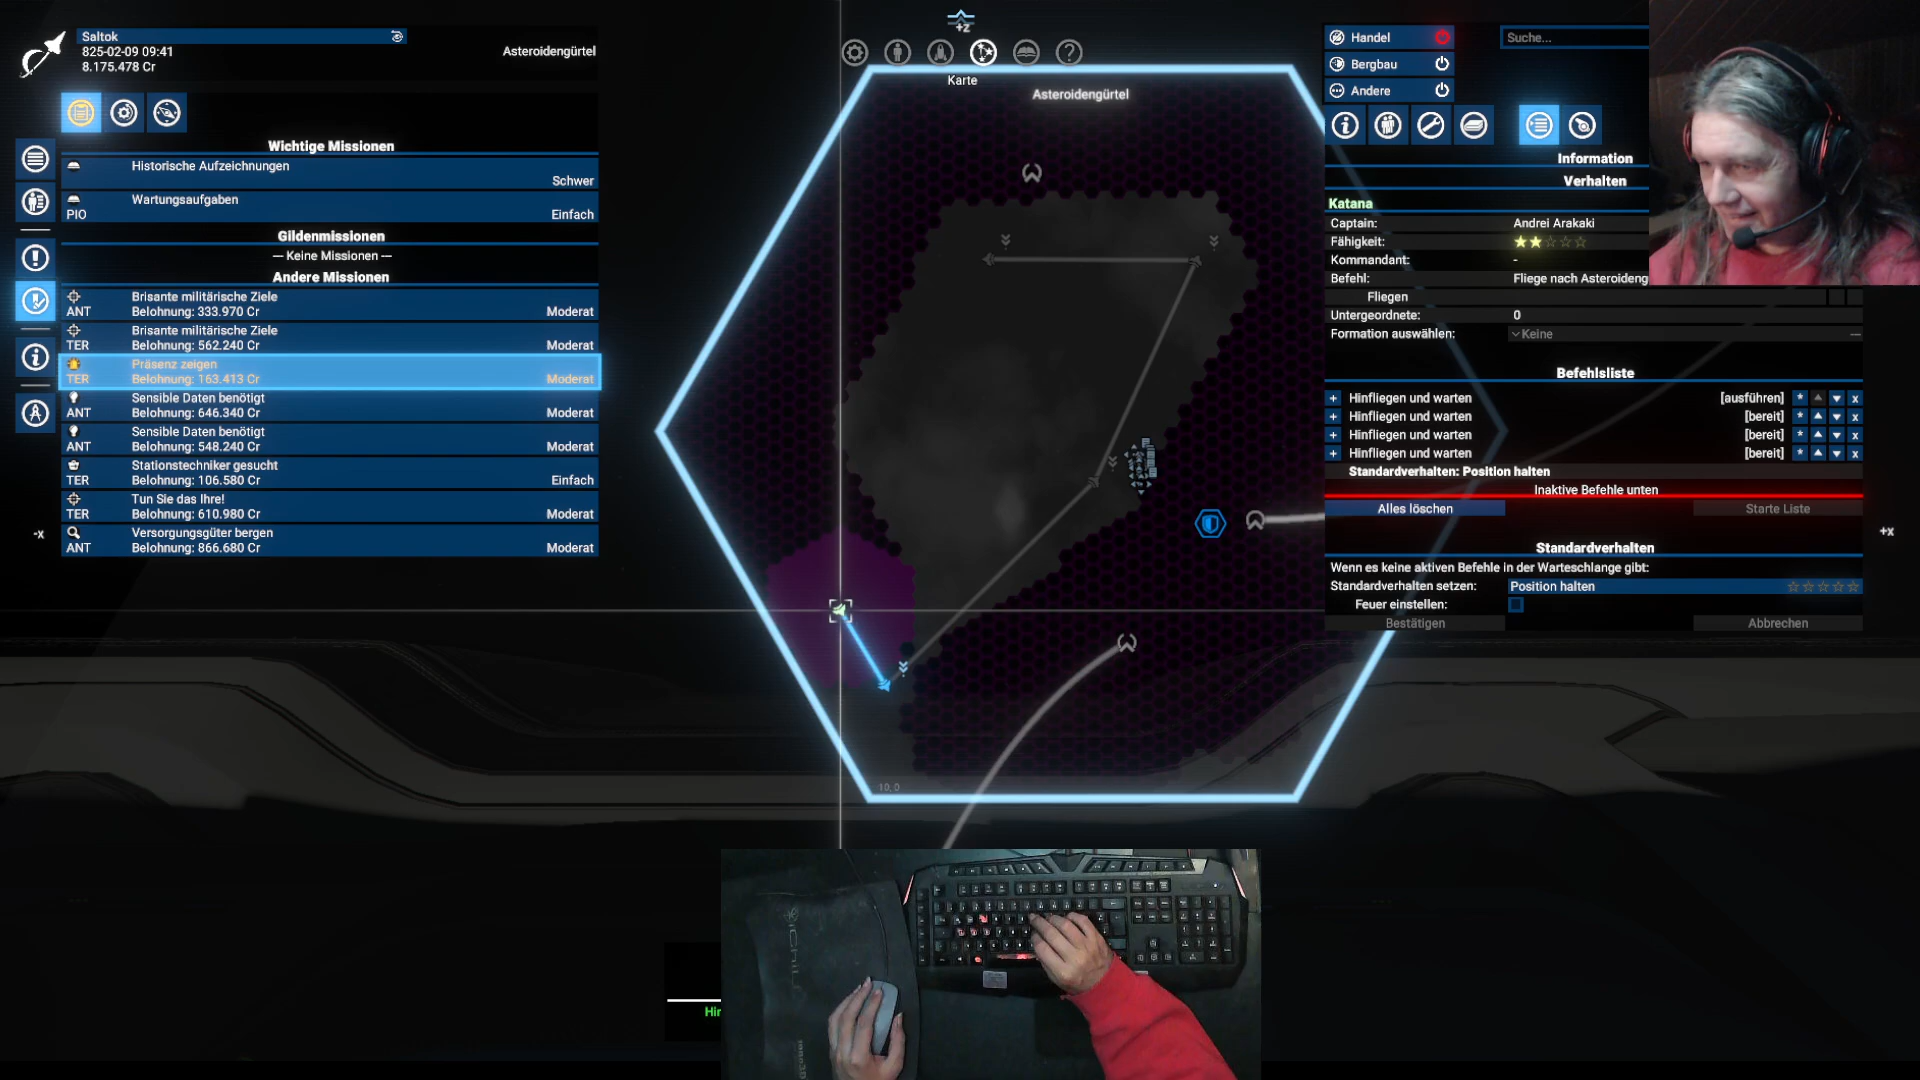 Saltok
825-02-09 09:41
8.175.478 Cr
Asteroidengürtel
Wichtige Missionen
Historische Aufzeichnungen
Schwer
Wartungsaufgaben
PIO
Einfach
Gildenmissionen
--- Keine Missionen ---
Andere Missionen
Brisante militärische Ziele
ANT Belohnung: 333.970 Cr Moderat
Brisante militärische Ziele
TER Belohnung: 562.240 Cr Moderat
Präsenz zeigen
TER Belohnung: 163.413 Cr Moderat
Sensible Daten benötigt
ANT Belohnung: 646.340 Cr Moderat
Sensible Daten benötigt
ANT Belohnung: 548.240 Cr Moderat
Stationstechniker gesucht
TER Belohnung: 106.580 Cr Einfach
Tun Sie das Ihre!
TER Belohnung: 610.980 Cr Moderat
Versorgungsgüter bergen
ANT Belohnung: 866.680 Cr Moderat
-x
+z
Karte
Asteroidengürtel
10, 0
Handel
Bergbau
Andere
Suche...
Information
Verhalten
Katana
Captain: Andrei Arakaki
Fähigkeit:
Kommandant: -
Befehl: Fliege nach Asteroideng
Fliegen
Untergeordnete: 0
Formation auswählen: Keine
Befehlsliste
+ Hinfliegen und warten [ausführen] * x
+ Hinfliegen und warten [bereit] * x
+ Hinfliegen und warten [bereit] * x
+ Hinfliegen und warten [bereit] * x
Standardverhalten: Position halten
Inaktive Befehle unten
Alles löschen Starte Liste
Standardverhalten
Wenn es keine aktiven Befehle in der Warteschlange gibt:
Standardverhalten setzen: Position halten
Feuer einstellen:
Bestätigen Abbrechen
+x